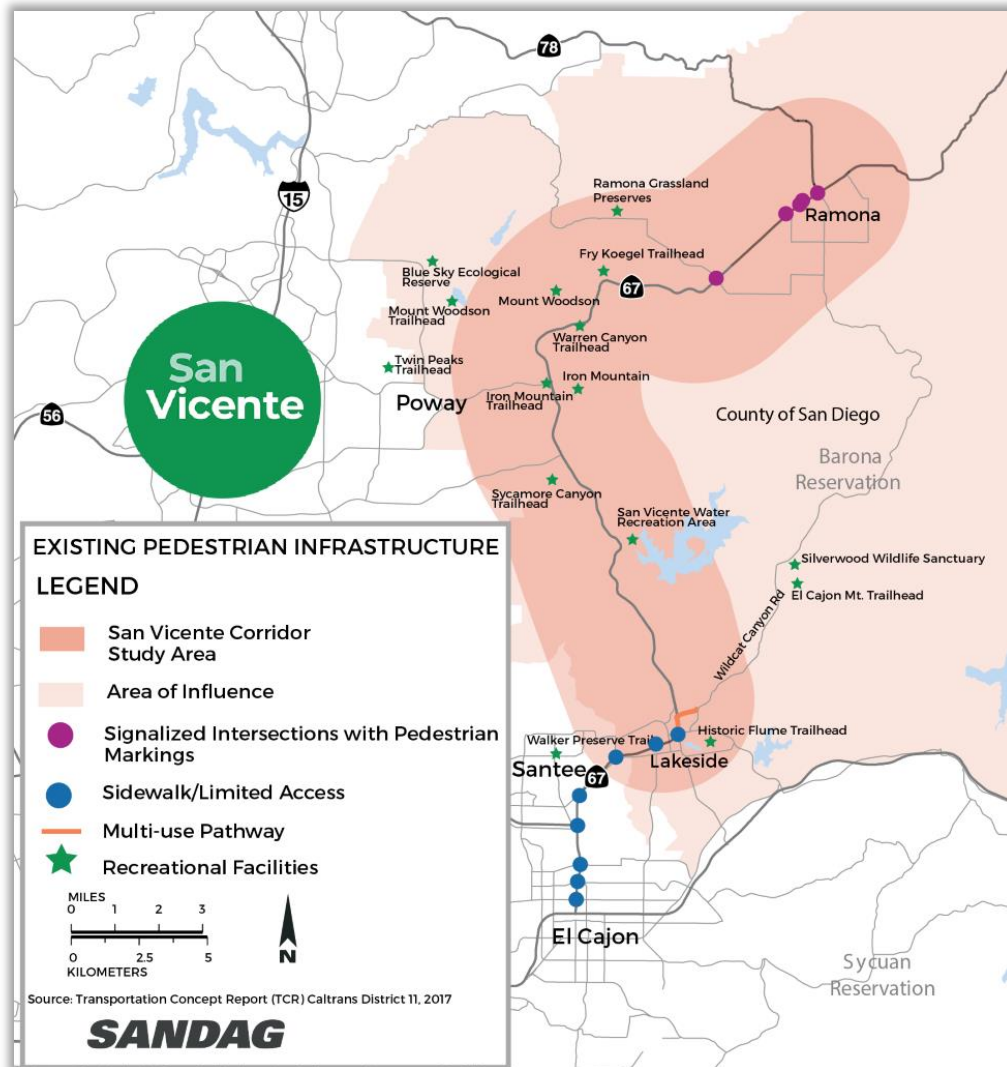 78
15
Ramona Grassland
Preserves
Ramona
Fry Koegel Trailhead
Blue Sky Ecological
Reserve
67
Mount Woodson
Mount Woodson
Trailhead
Warren Canyon
Trailhead
San
Vicente
Twin Peaks
Trailhead
Iron Mountain
Poway
Iron Mountain
Trailhead
56
County of San Diego
Barona
Reservation
Sycamore Canyon
Trailhead
San Vicente Water
Recreation Area
Silverwood Wildlife Sanctuary
El Cajon Mt. Trailhead
Wildcat Canyon Rd
Walker Preserve Trail
Historic Flume Trailhead
Santee
Lakeside
67
El Cajon
Sycuan
Reservation
EXISTING PEDESTRIAN INFRASTRUCTURE
LEGEND
San Vicente Corridor
Study Area
Area of Influence
Signalized Intersections with Pedestrian
Markings
Sidewalk/Limited Access
Multi-use Pathway
Recreational Facilities
MILES
0 1 2 3
0 2.5 5
KILOMETERS
N
Source: Transportation Concept Report (TCR) Caltrans District 11, 2017
SANDAG